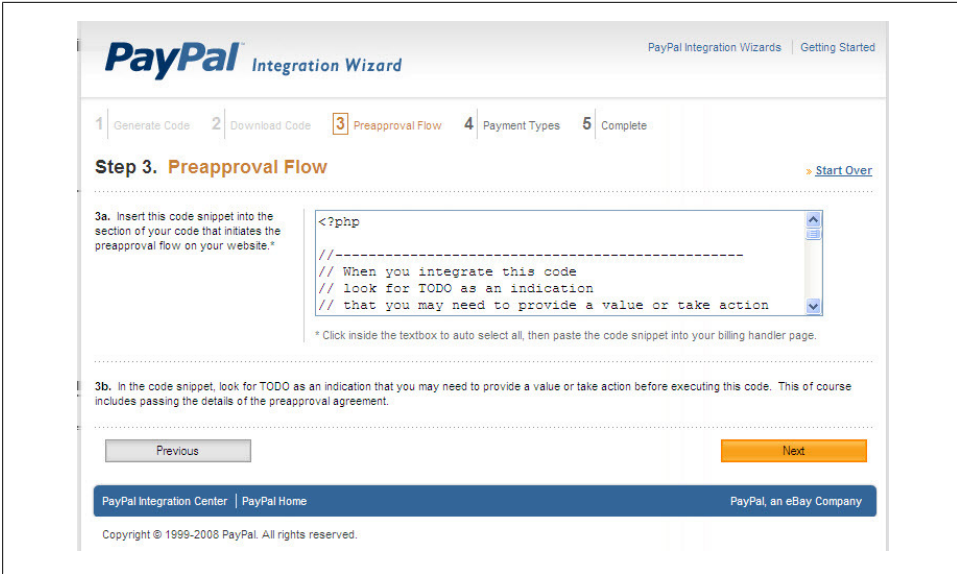 PayPal Integration Wizard
PayPal Integration Wizards | Getting Started
1 Generate Code 2 Download Code 3 Preapproval Flow 4 Payment Types 5 Complete
Step 3. Preapproval Flow
» Start Over
3a. Insert this code snippet into the
section of your code that initiates the
preapproval flow on your website.*
<?php
//-------------------------------------------------
// When you integrate this code
// look for TODO as an indication
// that you may need to provide a value or take action
* Click inside the textbox to auto select all, then paste the code snippet into your billing handler page.
3b. In the code snippet, look for TODO as an indication that you may need to provide a value or take action before executing this code. This of course
includes passing the details of the preapproval agreement.
Previous
Next
PayPal Integration Center | PayPal Home
PayPal, an eBay Company
Copyright © 1999-2008 PayPal. All rights reserved.